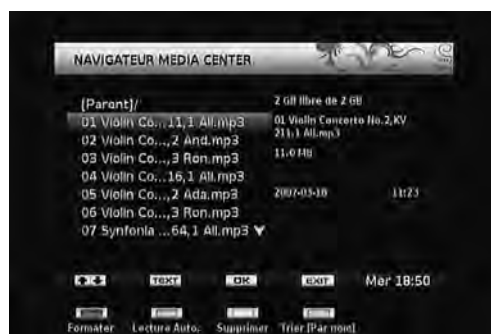 NAVIGATEUR MEDIA CENTER
[Parant]/
01 Violin Co...,11,1 All.mp3
02 Violin Co...,2 And.mp3
03 Violin Co...,3 Ron.mp3
04 Violin Co...16,1 All.mp3
05 Violin Co...,2 Ada.mp3
06 Violin Co...,3 Ron.mp3
07 Synfonia ...64,1 All.mp3
2 GB libre de 2 GB
01 Violin Concerto No.2,KV
211,1 All.mp3
11.0 MB
2007-03-10 11:23
TEXT OK EXIT Mer 18:50
Formater Lecture Auto. Supprimer Trier [Par nom]